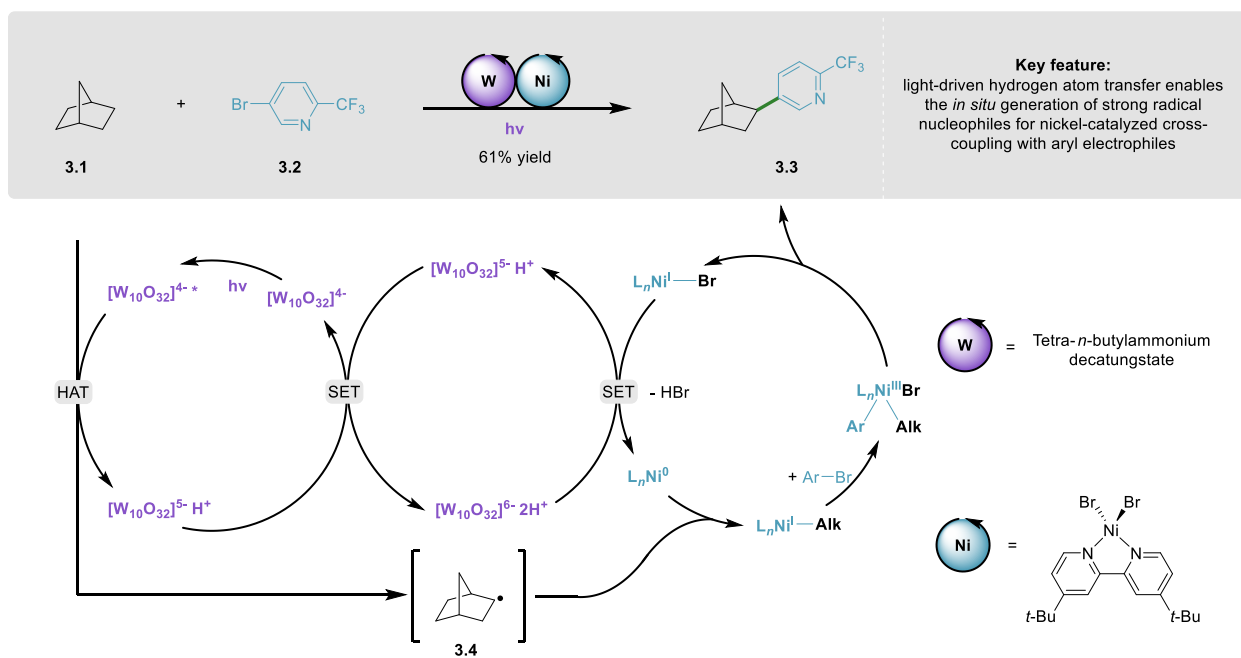 Br
N
CF3
+
W
Ni
hv
61% yield
CF3
N
3.1
3.2
3.3
Key feature:
light-driven hydrogen atom transfer enables
the in situ generation of strong radical
nucleophiles for nickel-catalyzed cross-
coupling with aryl electrophiles
[W10O32]4- *
hv
[W10O32]4-
[W10O32]5- H+
LnNiI—Br
HAT
SET
SET
- HBr
LnNiIIIBr
Ar
Alk
W
=
Tetra-n-butylammonium
decatungstate
[W10O32]5- H+
[W10O32]6- 2H+
LnNi0
+ Ar—Br
LnNiI—Alk
3.4
Ni
=
Br
Br
Ni
N
N
t-Bu
t-Bu